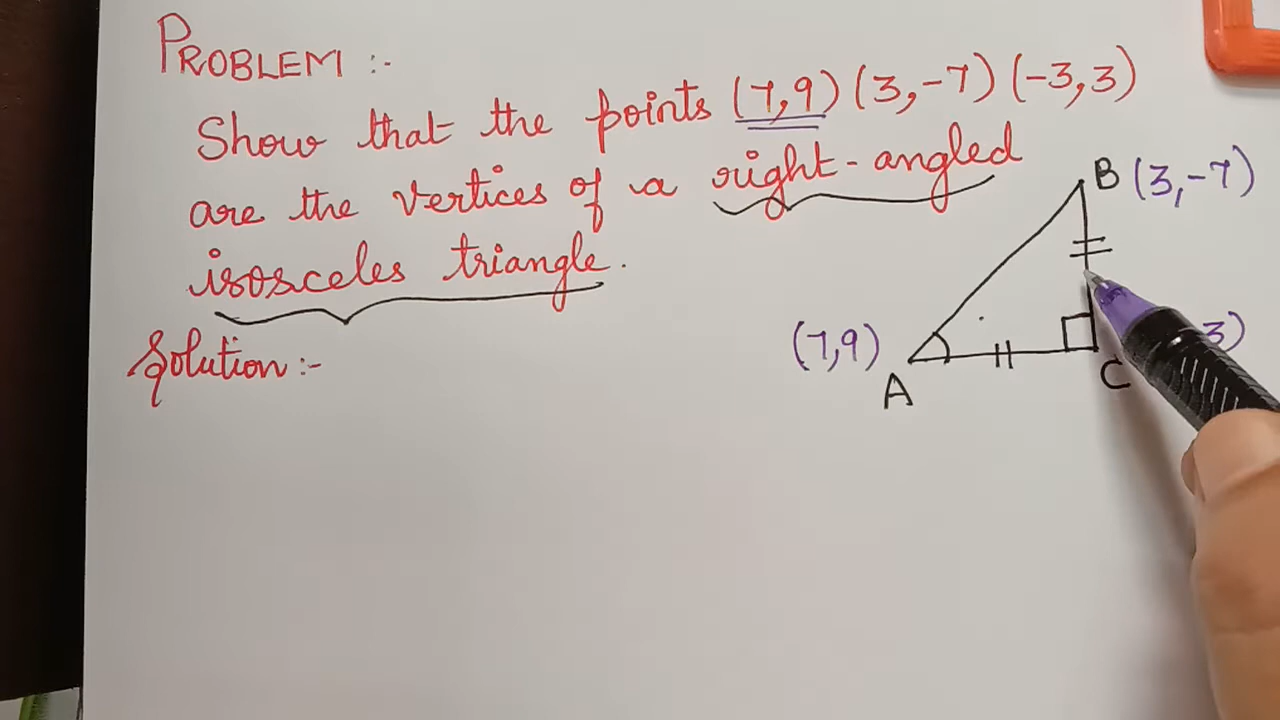 PROBLEM :-
Show that the points (7,9) (3,-7) (-3,3)
are the vertices of a right-angled
isosceles triangle.
Solution :-
B (3,-7)
(7,9)
3)
A
C